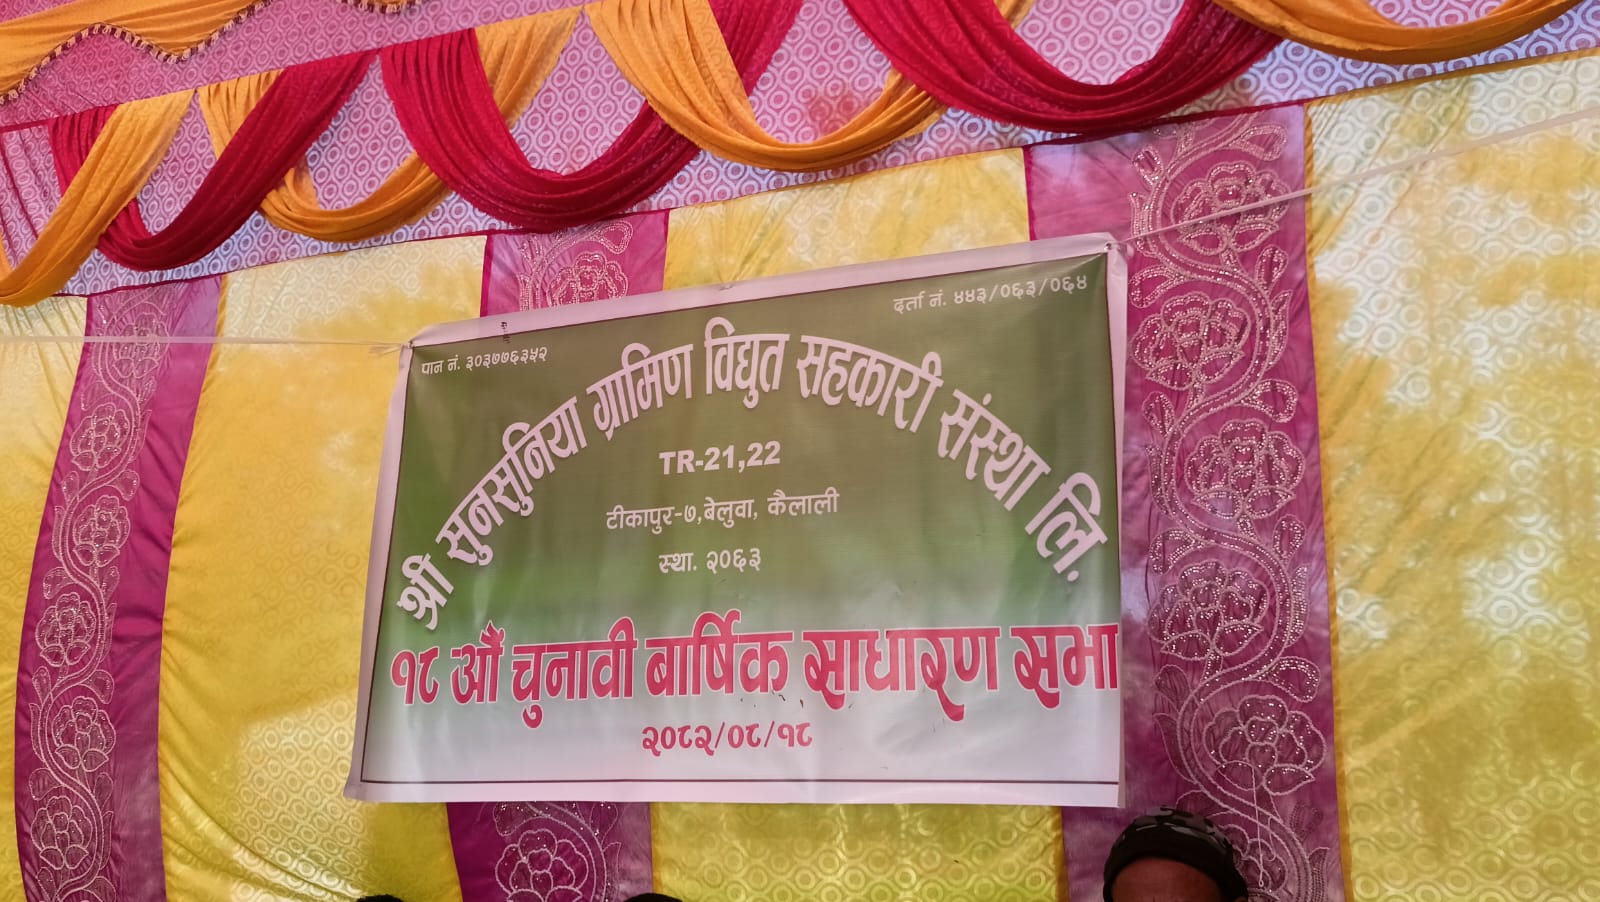 पान नं. ३०३७७६३५२
दर्ता नं. ४४३/०६३/०६४
श्री सुनसुनिया ग्रामिण विद्युत सहकारी संस्था लि.
TR-21,22
टीकापुर-७,बेलुवा, कैलाली
स्था. २०६३
१८ औं चुनावी बार्षिक साधारण सभा
२०८२/०८/१८